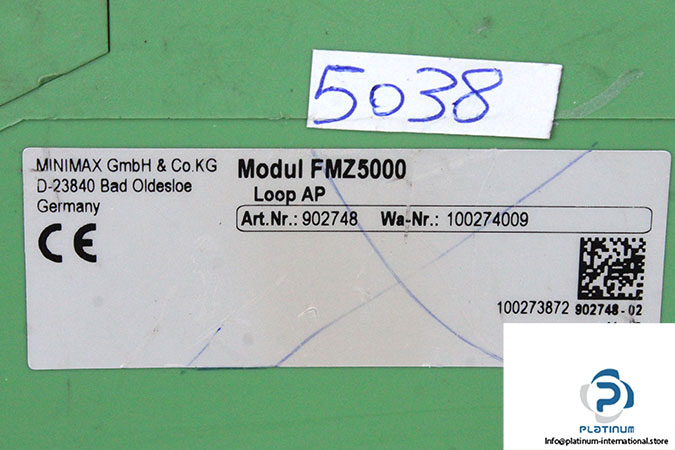 5038
MINIMAX GmbH & Co.KG
D-23840 Bad Oldesloe
Germany
CE
Modul FMZ5000
Loop AP
Art.Nr.: 902748 Wa-Nr.: 100274009
100273872 902748-02
PLATINUM
Info@platinum-international.store